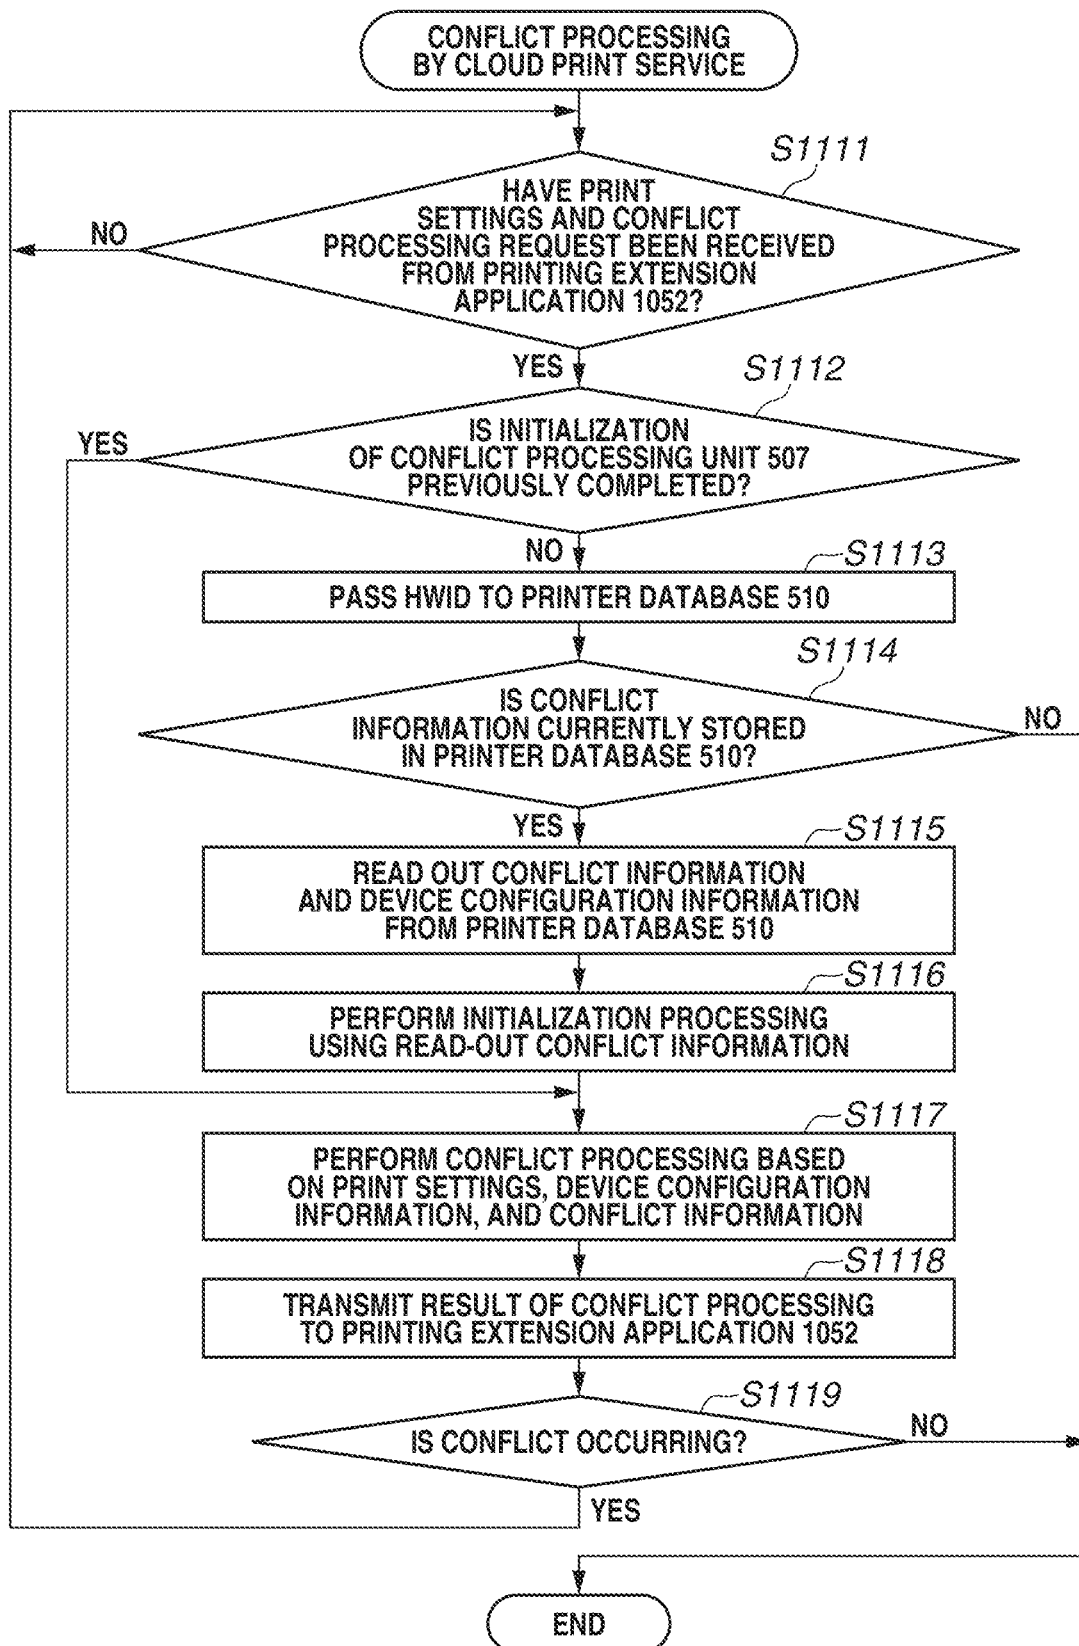 CONFLICT PROCESSING
BY CLOUD PRINT SERVICE
S1111
HAVE PRINT
SETTINGS AND CONFLICT
PROCESSING REQUEST BEEN RECEIVED
FROM PRINTING EXTENSION
APPLICATION 1052?
NO
YES
S1112
IS INITIALIZATION
OF CONFLICT PROCESSING UNIT 507
PREVIOUSLY COMPLETED?
YES
NO
S1113
PASS HWID TO PRINTER DATABASE 510
S1114
IS CONFLICT
INFORMATION CURRENTLY STORED
IN PRINTER DATABASE 510?
NO
YES
S1115
READ OUT CONFLICT INFORMATION
AND DEVICE CONFIGURATION INFORMATION
FROM PRINTER DATABASE 510
S1116
PERFORM INITIALIZATION PROCESSING
USING READ-OUT CONFLICT INFORMATION
S1117
PERFORM CONFLICT PROCESSING BASED
ON PRINT SETTINGS, DEVICE CONFIGURATION
INFORMATION, AND CONFLICT INFORMATION
S1118
TRANSMIT RESULT OF CONFLICT PROCESSING
TO PRINTING EXTENSION APPLICATION 1052
S1119
IS CONFLICT OCCURRING?
NO
YES
END